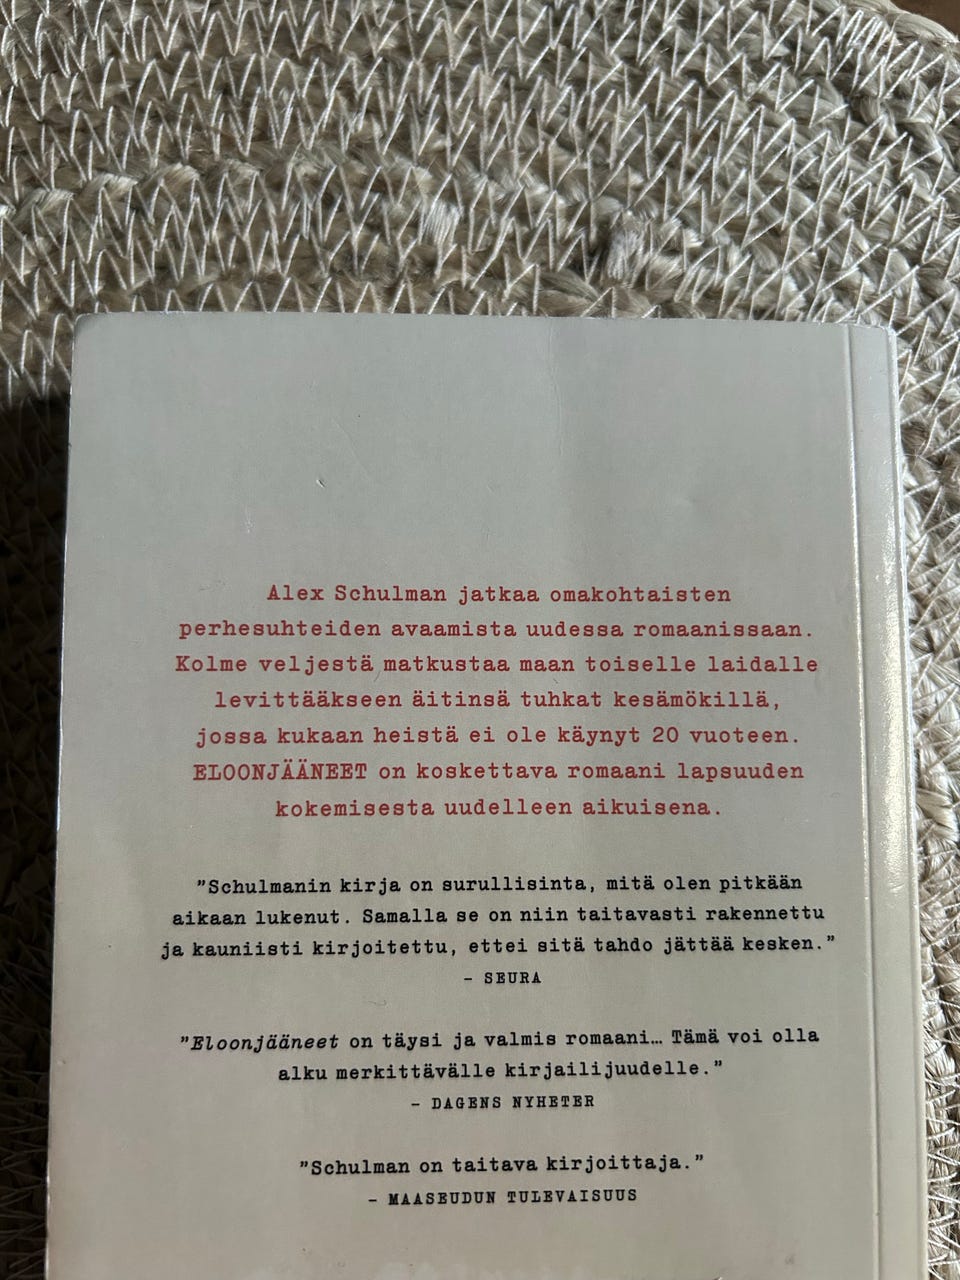 Alex Schulman jatkaa omakohtaisten
perhesuhteiden avaamista uudessa romaanissaan.
Kolme veljestä matkustaa maan toiselle laidalle
levittääkseen äitinsä tuhkat kesämökillä,
jossa kukaan heistä ei ole käynyt 20 vuoteen.
ELOONJÄÄNEET on koskettava romaani lapsuuden
kokemisesta uudelleen aikuisena.
"Schulmanin kirja on surullisinta, mitä olen pitkään
aikaan lukenut. Samalla se on niin taitavasti rakennettu
ja kauniisti kirjoitettu, ettei sitä tahdo jättää kesken."
– SEURA
"Eloonjääneet on täysi ja valmis romaani… Tämä voi olla
alku merkittävälle kirjailijuudelle."
– DAGENS NYHETER
"Schulman on taitava kirjoittaja."
– MAASEUDUN TULEVAISUUS